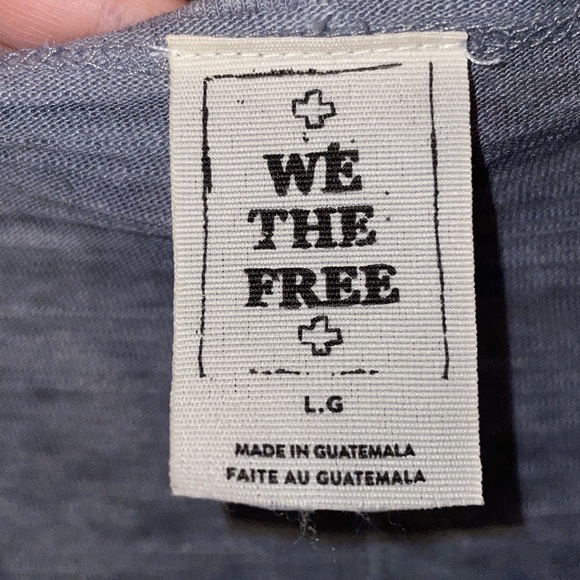 WE
THE
FREE
L.G
MADE IN GUATEMALA
FAITE AU GUATEMALA